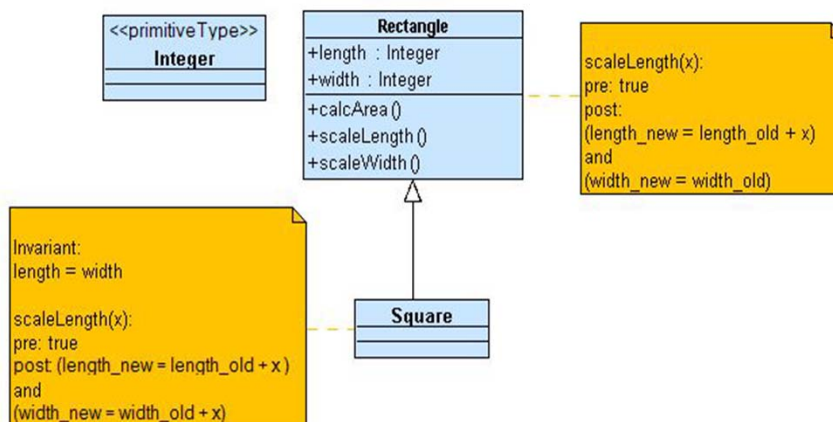 <<primitiveType>>
Integer
Rectangle
+length : Integer
+width : Integer
+calcArea()
+scaleLength()
+scaleWidth()
scaleLength(x):
pre: true
post:
(length_new = length_old + x)
and
(width_new = width_old)
Invariant:
length = width
scaleLength(x):
pre: true
post: (length_new = length_old + x )
and
(width_new = width_old + x)
Square